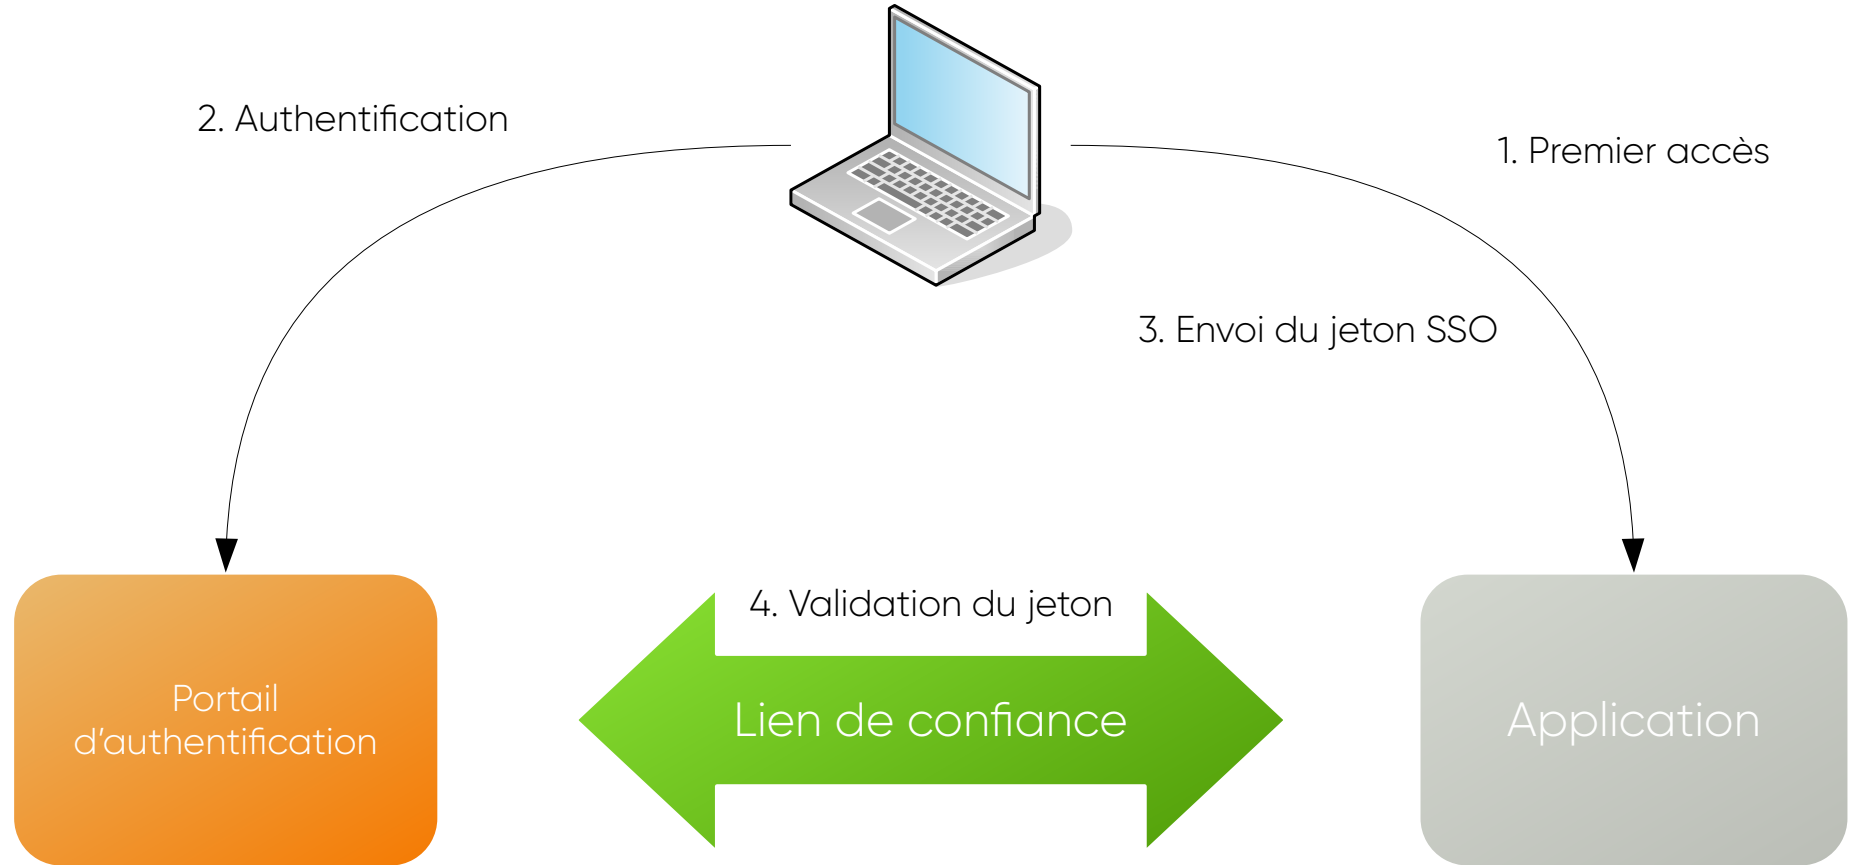 2. Authentification
1. Premier accès
3. Envoi du jeton SSO
4. Validation du jeton
Portail
d'authentification
Lien de confiance
Application